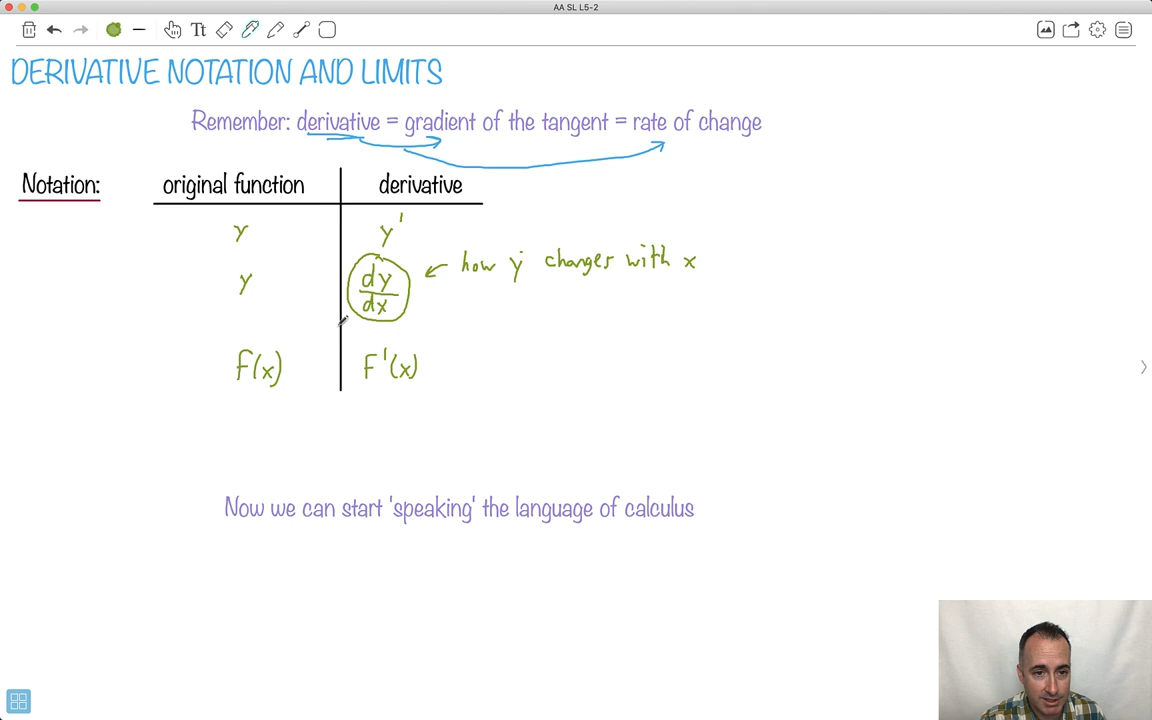 AA SL L5-2
Tt
DERIVATIVE NOTATION AND LIMITS
Remember: derivative = gradient of the tangent = rate of change
Notation: original function derivative
y y'
y dy/dx ← how y changes with x
F(x) F'(x)
Now we can start 'speaking' the language of calculus